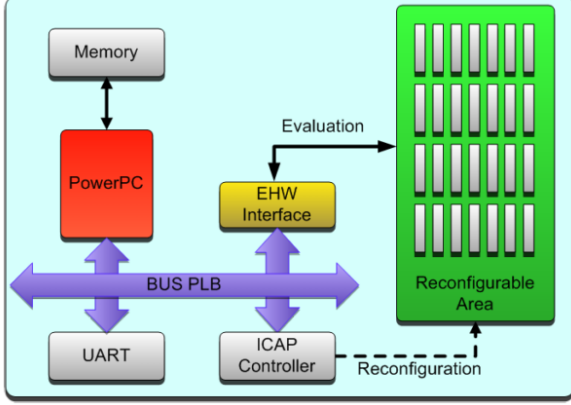 Memory
Evaluation
PowerPC
EHW
Interface
BUS PLB
Reconfigurable
Area
UART
ICAP
Controller
Reconfiguration